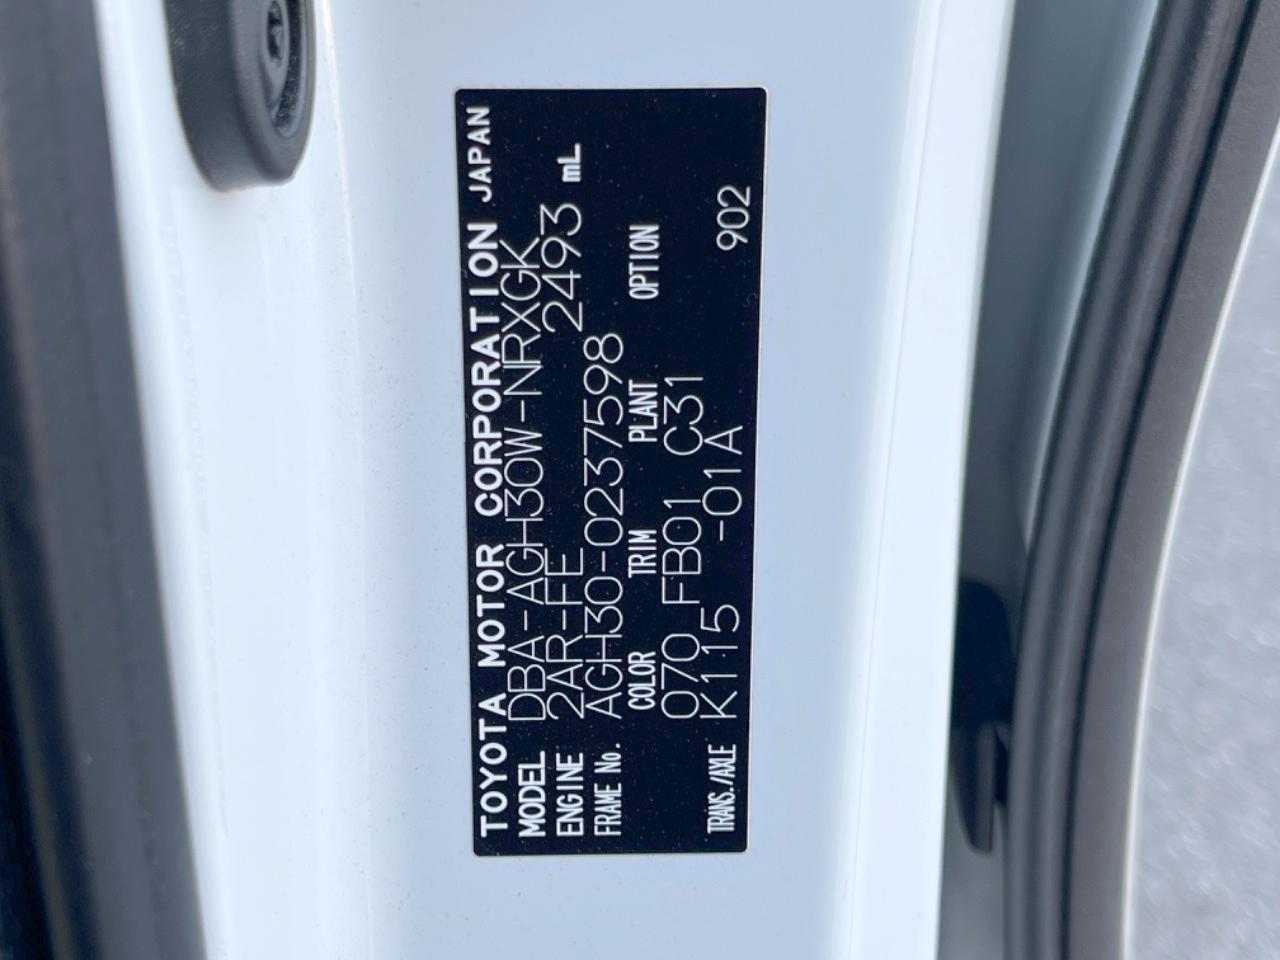 TOYOTA MOTOR CORPORATION JAPAN
MODEL DBA-AGH30W-NRXGK
ENGINE 2AR-FE 2493 mL
FRAME No. AGH30-0237598
COLOR TRIM PLANT OPTION
070 FB01 C31
TRANS./AXLE K115 -01A 902